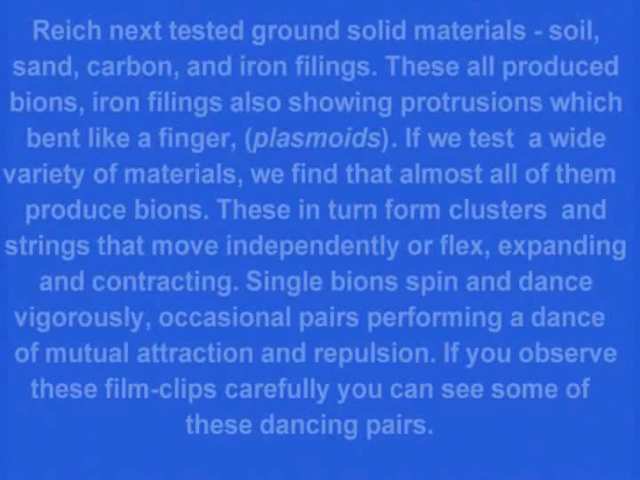 Reich next tested ground solid materials - soil,
sand, carbon, and iron filings. These all produced
bions, iron filings also showing protrusions which
bent like a finger, (plasmoids). If we test a wide
variety of materials, we find that almost all of them
produce bions. These in turn form clusters and
strings that move independently or flex, expanding
and contracting. Single bions spin and dance
vigorously, occasional pairs performing a dance
of mutual attraction and repulsion. If you observe
these film-clips carefully you can see some of
these dancing pairs.